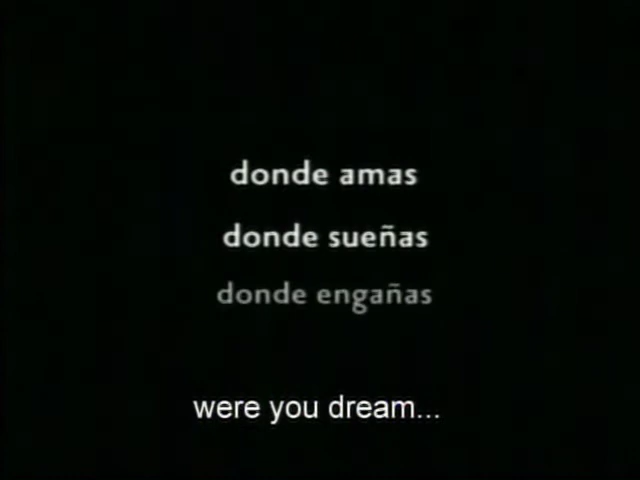 donde amas
donde sueñas
donde engañas
were you dream...